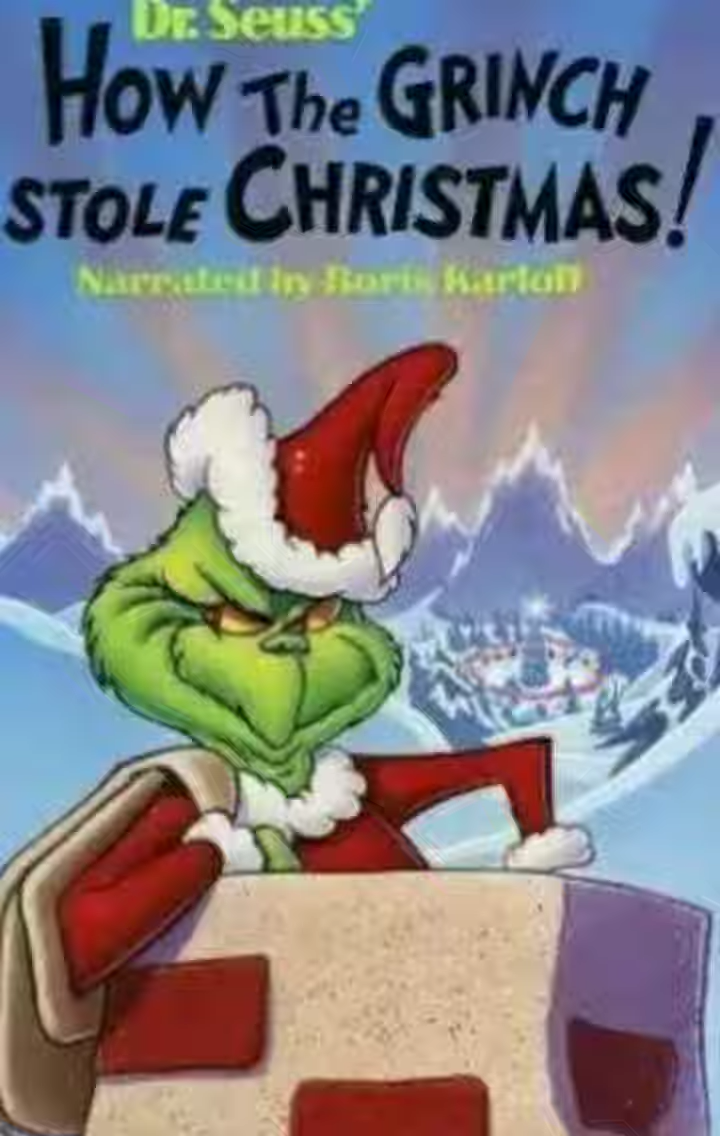 Dr. Seuss'
HOW The GRINCH
STOLE CHRISTMAS!
Narrated by Boris Karloff